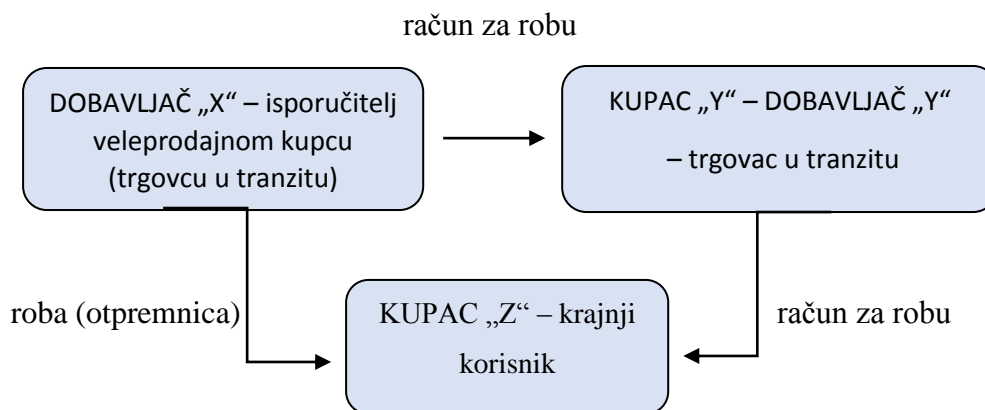 račun za robu
DOBAVLJAČ „X“ – isporučitelj
veleprodajnom kupcu
(trgovcu u tranzitu)
KUPAC „Y“ – DOBAVLJAČ „Y“
– trgovac u tranzitu
roba (otpremnica)
KUPAC „Z“ – krajnji
korisnik
račun za robu